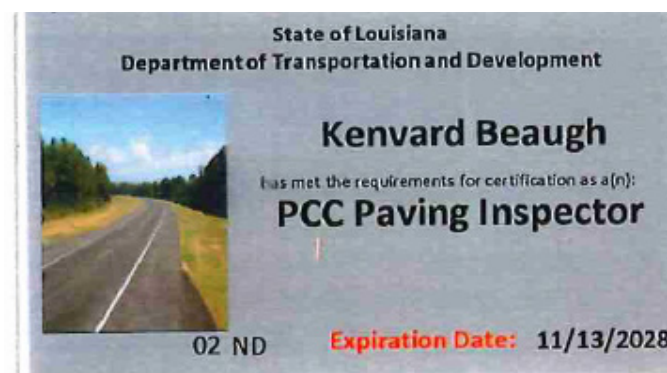 State of Louisiana
Department of Transportation and Development
Kenvard Beaugh
has met the requirements for certification as a(n):
PCC Paving Inspector
02 ND
Expiration Date: 11/13/2028